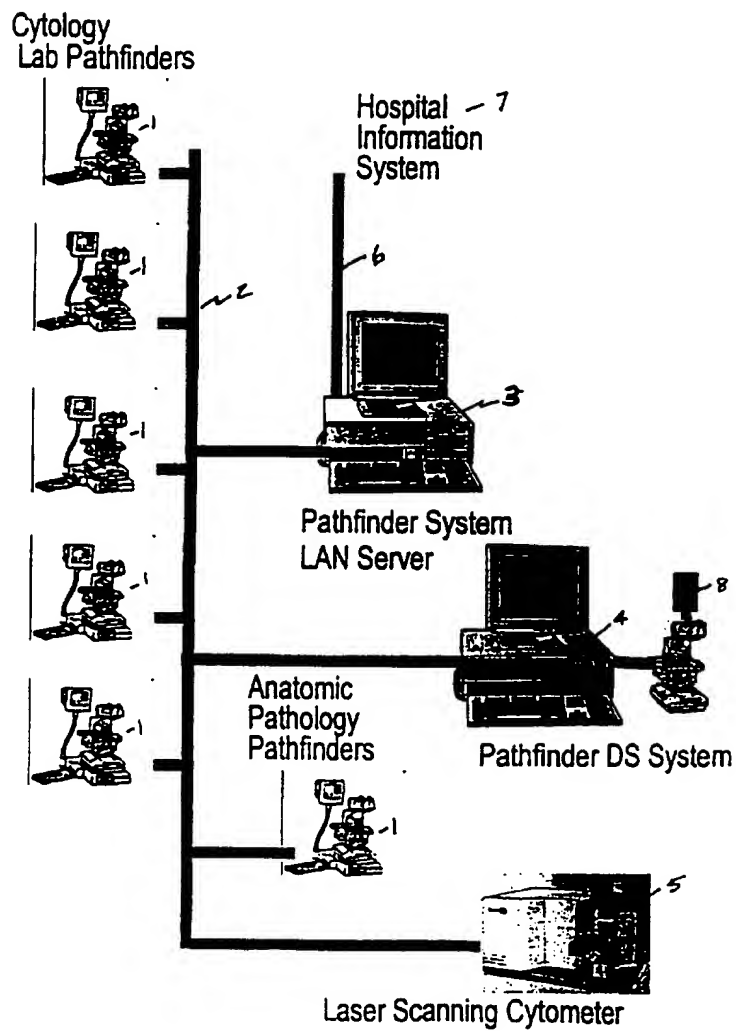 Cytology
Lab Pathfinders
1
Hospital - 7
Information
System
1
6
2
3
1
Pathfinder System
LAN Server
1
8
4
Anatomic
Pathology
Pathfinders
1
Pathfinder DS System
1
5
Laser Scanning Cytometer